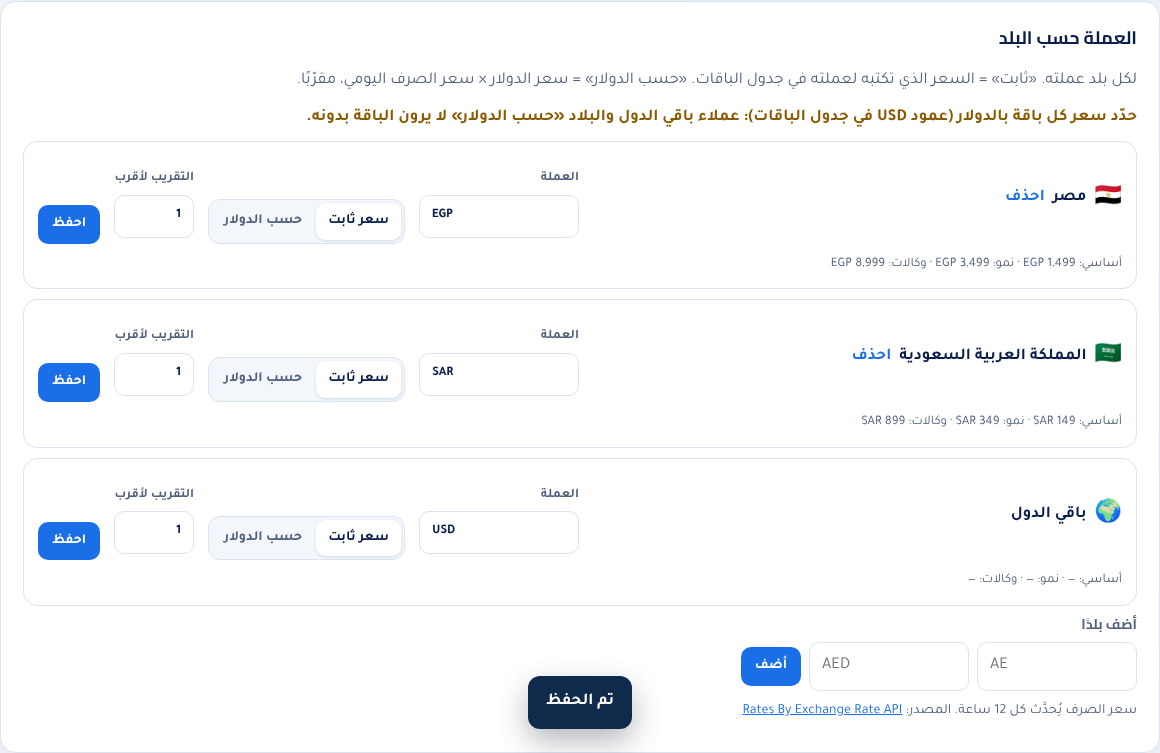 العملة حسب البلد
لكل بلد عملته. «ثابت» = السعر الذي تكتبه لعملته في جدول الباقات. «حسب الدولار» = سعر الدولار × سعر الصرف اليومي، مقرّبًا.
حدّد سعر كل باقة بالدولار (عمود USD في جدول الباقات): عملاء باقي الدول والبلاد «حسب الدولار» لا يرون الباقة بدونه.
مصر احذف
العملة
EGP
سعر ثابت
حسب الدولار
التقريب لأقرب
1
احفظ
أساسي: 1,499 EGP · نمو: 3,499 EGP · وكالات: 8,999 EGP
المملكة العربية السعودية احذف
العملة
SAR
سعر ثابت
حسب الدولار
التقريب لأقرب
1
احفظ
أساسي: 149 SAR · نمو: 349 SAR · وكالات: 899 SAR
باقي الدول
العملة
USD
سعر ثابت
حسب الدولار
التقريب لأقرب
1
احفظ
أساسي: — · نمو: — · وكالات: —
أضف بلدًا
AE
AED
أضف
سعر الصرف يُحدَّث كل 12 ساعة. المصدر: Rates By Exchange Rate API
تم الحفظ